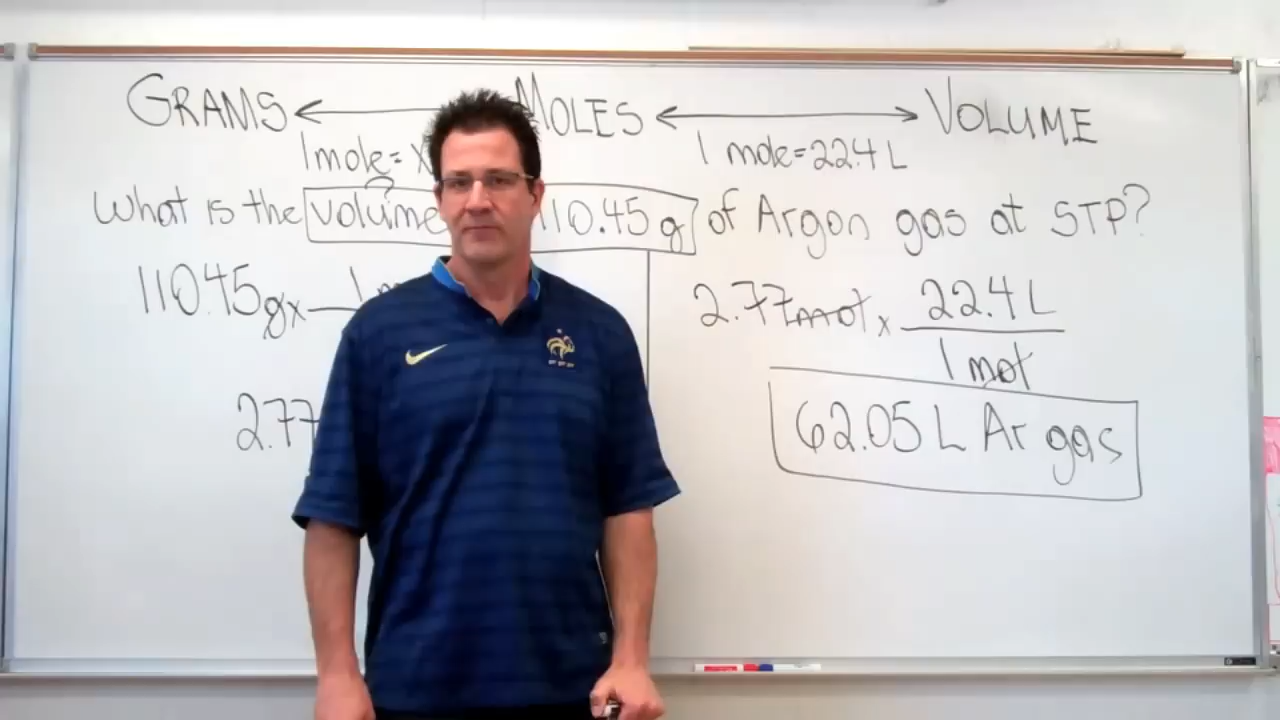 GRAMS ←→ MOLES ←→ VOLUME
1 mole = X 1 mole = 22.4 L
What is the volume 110.45 g of Argon gas at STP?
110.45 g x 1 2.77 mol x 22.4 L
1 mol
2.77 62.05 L Ar gas